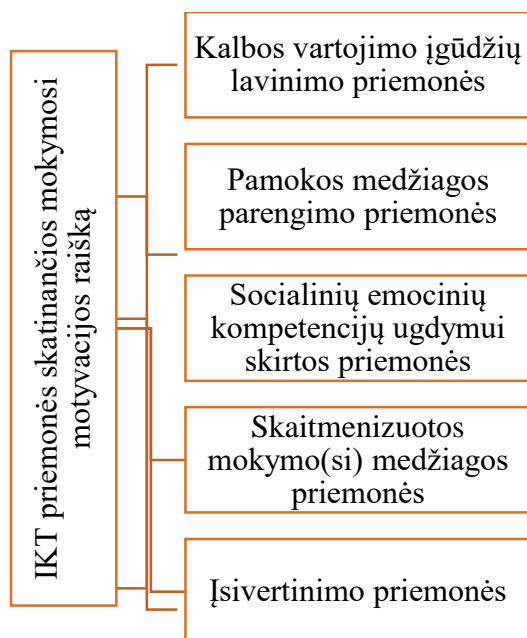 IKT priemonės skatinančios mokymosi
motyvacijos raišką
Kalbos vartojimo įgūdžių
lavinimo priemonės
Pamokos medžiagos
parengimo priemonės
Socialinių emocinių
kompetencijų ugdymui
skirtos priemonės
Skaitmenizuotos
mokymo(si) medžiagos
priemonės
Įsivertinimo priemonės